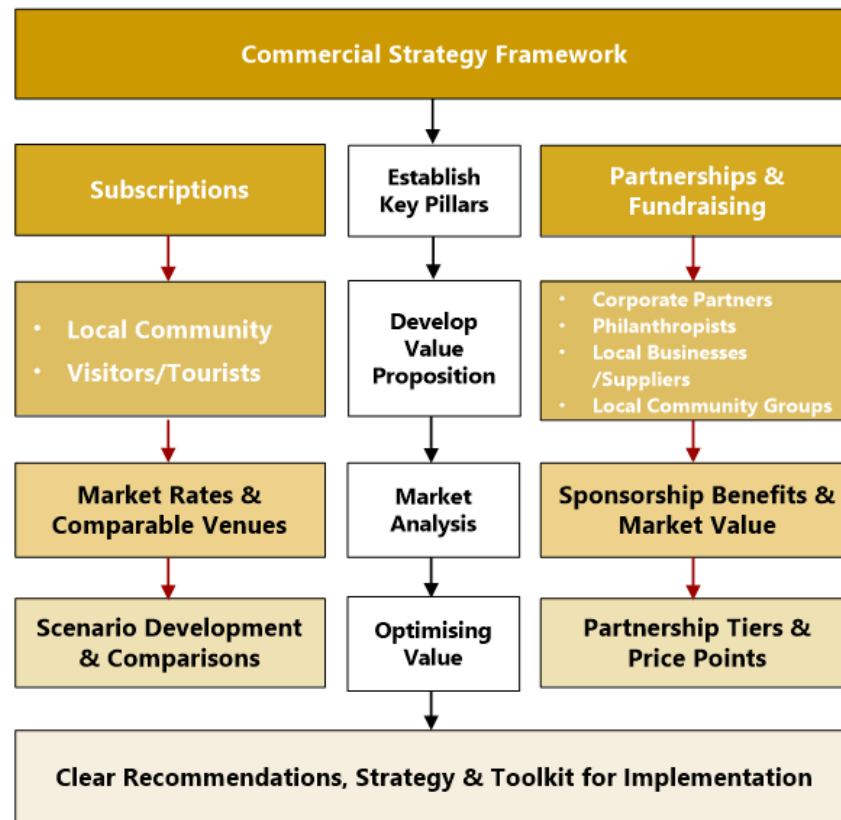 Commercial Strategy Framework
Subscriptions
Establish
Key Pillars
Partnerships &
Fundraising
• Local Community
• Visitors/Tourists
Develop
Value
Proposition
• Corporate Partners
• Philanthropists
• Local Businesses
/Suppliers
• Local Community Groups
Market Rates &
Comparable Venues
Market
Analysis
Sponsorship Benefits &
Market Value
Scenario Development
& Comparisons
Optimising
Value
Partnership Tiers &
Price Points
Clear Recommendations, Strategy & Toolkit for Implementation